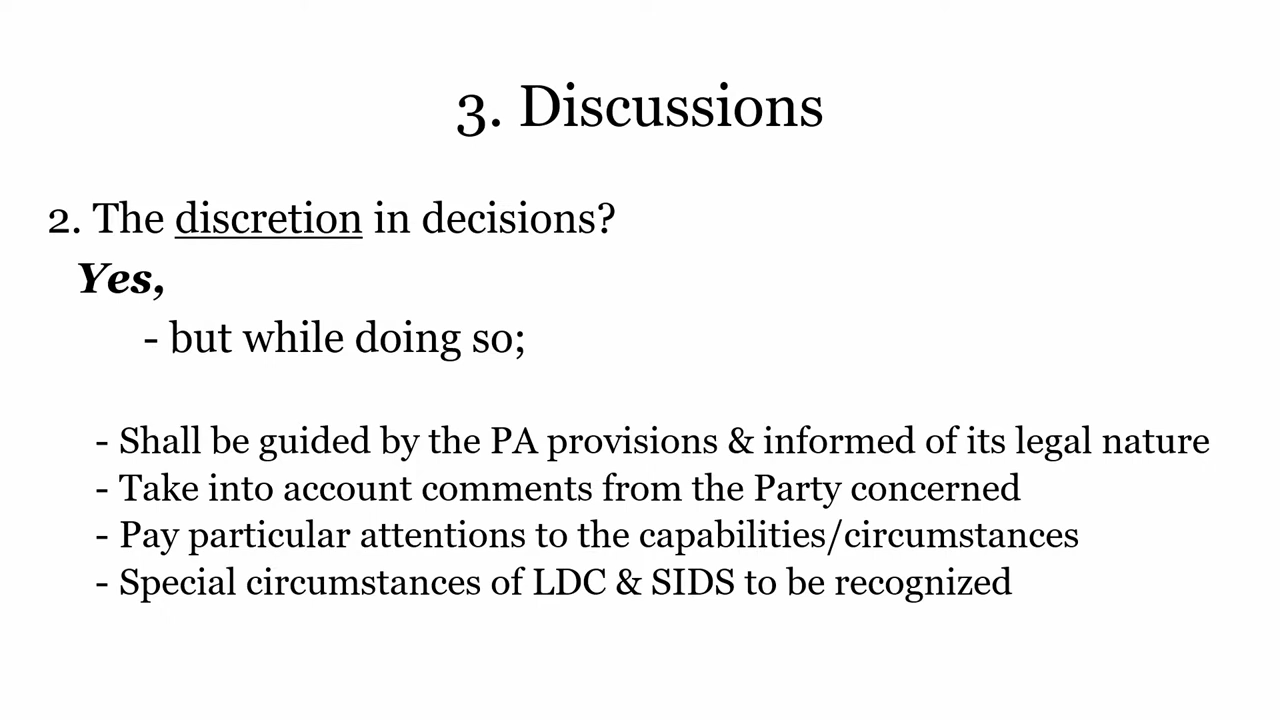 3. Discussions
2. The discretion in decisions?
Yes,
- but while doing so;
- Shall be guided by the PA provisions & informed of its legal nature
- Take into account comments from the Party concerned
- Pay particular attentions to the capabilities/circumstances
- Special circumstances of LDC & SIDS to be recognized